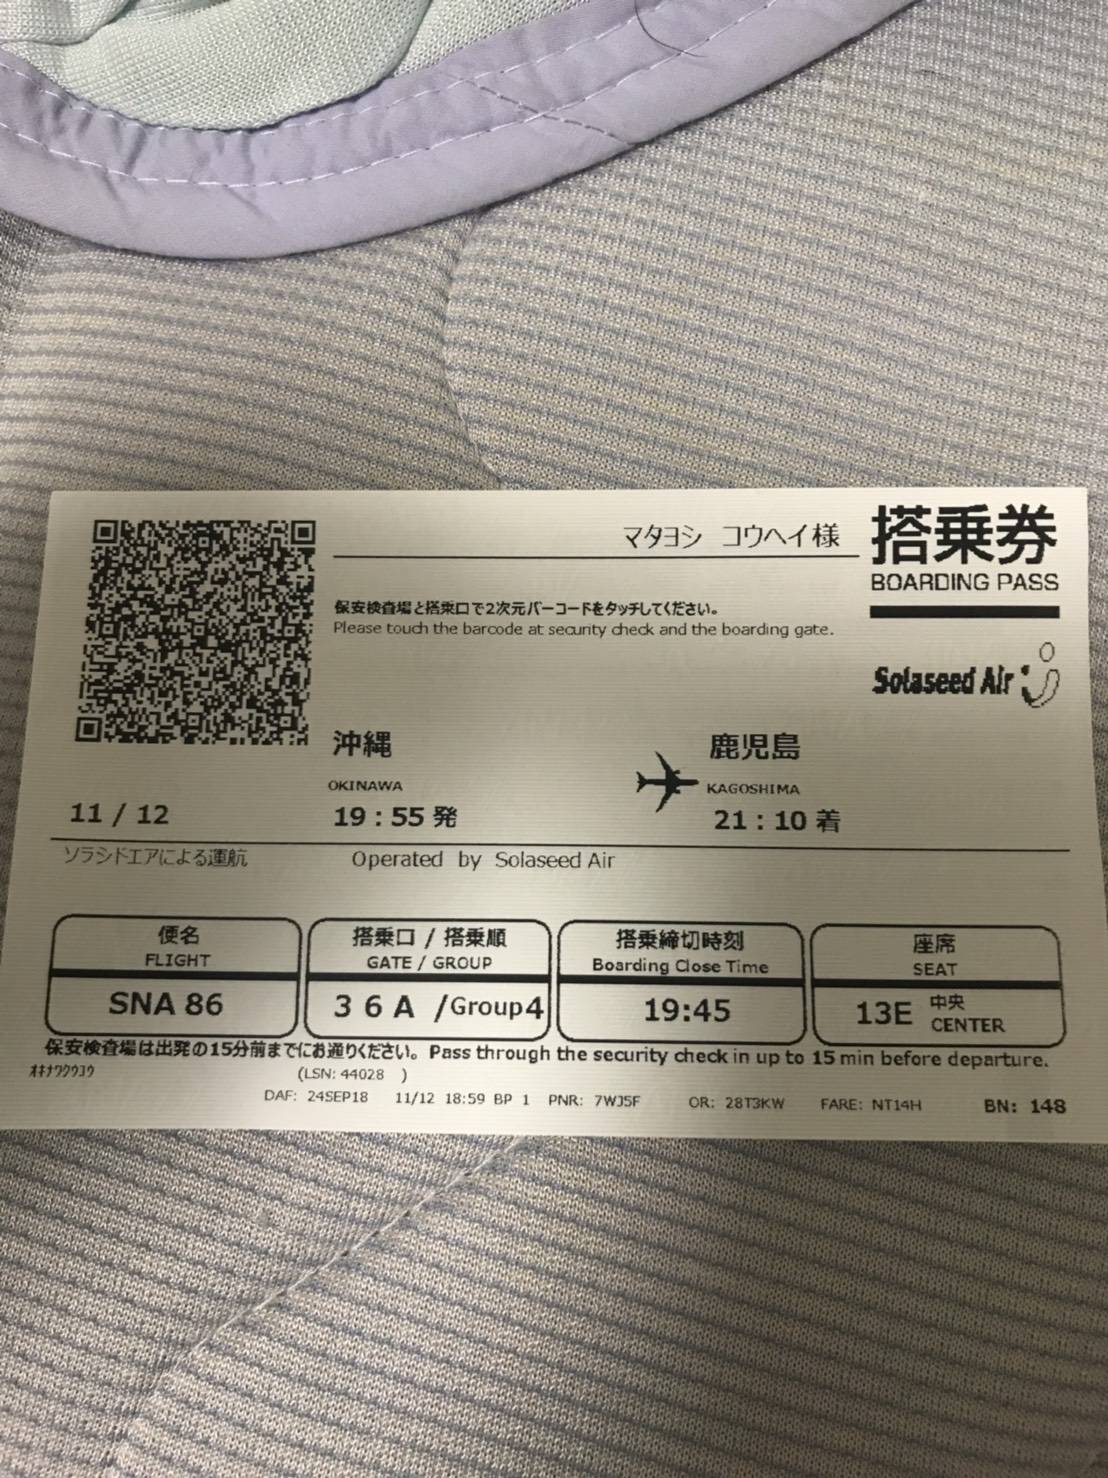 マタヨシ コウヘイ様
搭乗券
BOARDING PASS
保安検査場と搭乗口で2次元バーコードをタッチしてください。
Please touch the barcode at security check and the boarding gate.
Solaseed Air
沖縄
鹿児島
OKINAWA
KAGOSHIMA
11 / 12
19 : 55 発
21 : 10 着
ソラシドエアによる運航
Operated by Solaseed Air
便名
搭乗口 / 搭乗順
搭乗締切時刻
座席
FLIGHT
GATE / GROUP
Boarding Close Time
SEAT
SNA 86
3 6 A /Group4
19:45
13E 中央
CENTER
保安検査場は出発の15分前までにお通りください。Pass through the security check in up to 15 min before departure.
ｵｷﾅﾜｸｳｺｳ
(LSN: 44028 )
DAF: 24SEP18 11/12 18:59 BP 1 PNR: 7WJ5F OR: 28T3KW FARE: NT14H BN: 148